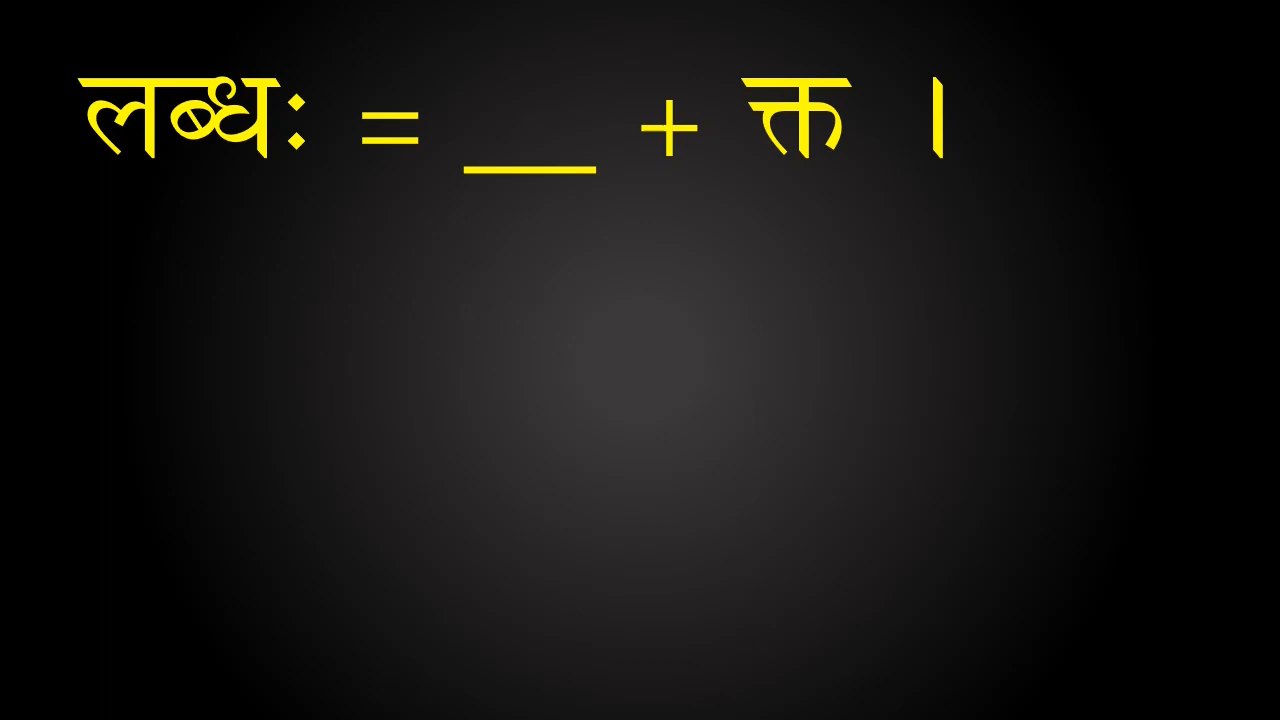 लब्धः = __ + क्त ।